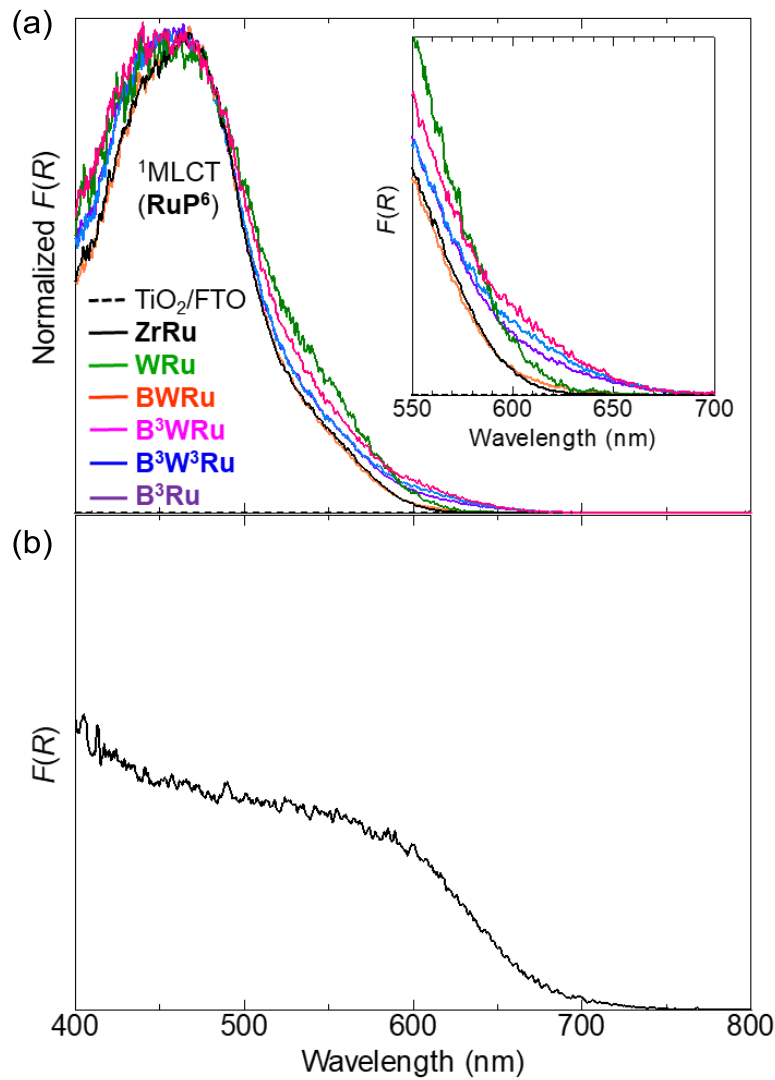 (a)
Normalized F(R)
¹MLCT
(RuP⁶)
TiO₂/FTO
ZrRu
WRu
BWRu
B³WRu
B³W³Ru
B³Ru
F(R)
550 600 650 700
Wavelength (nm)
(b)
F(R)
400 500 600 700 800
Wavelength (nm)